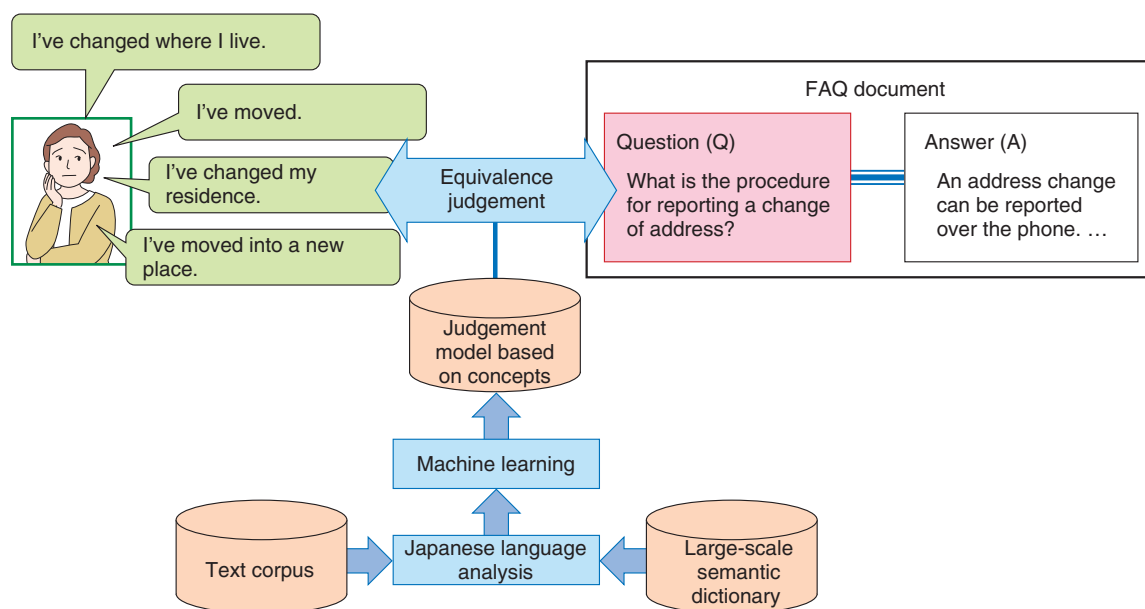 I've changed where I live.
I've moved.
I've changed my
residence.
I've moved into a new
place.
Equivalence
judgement
FAQ document
Question (Q)
What is the procedure
for reporting a change
of address?
Answer (A)
An address change
can be reported
over the phone. …
Judgement
model based
on concepts
Machine learning
Text corpus
Japanese language
analysis
Large-scale
semantic
dictionary